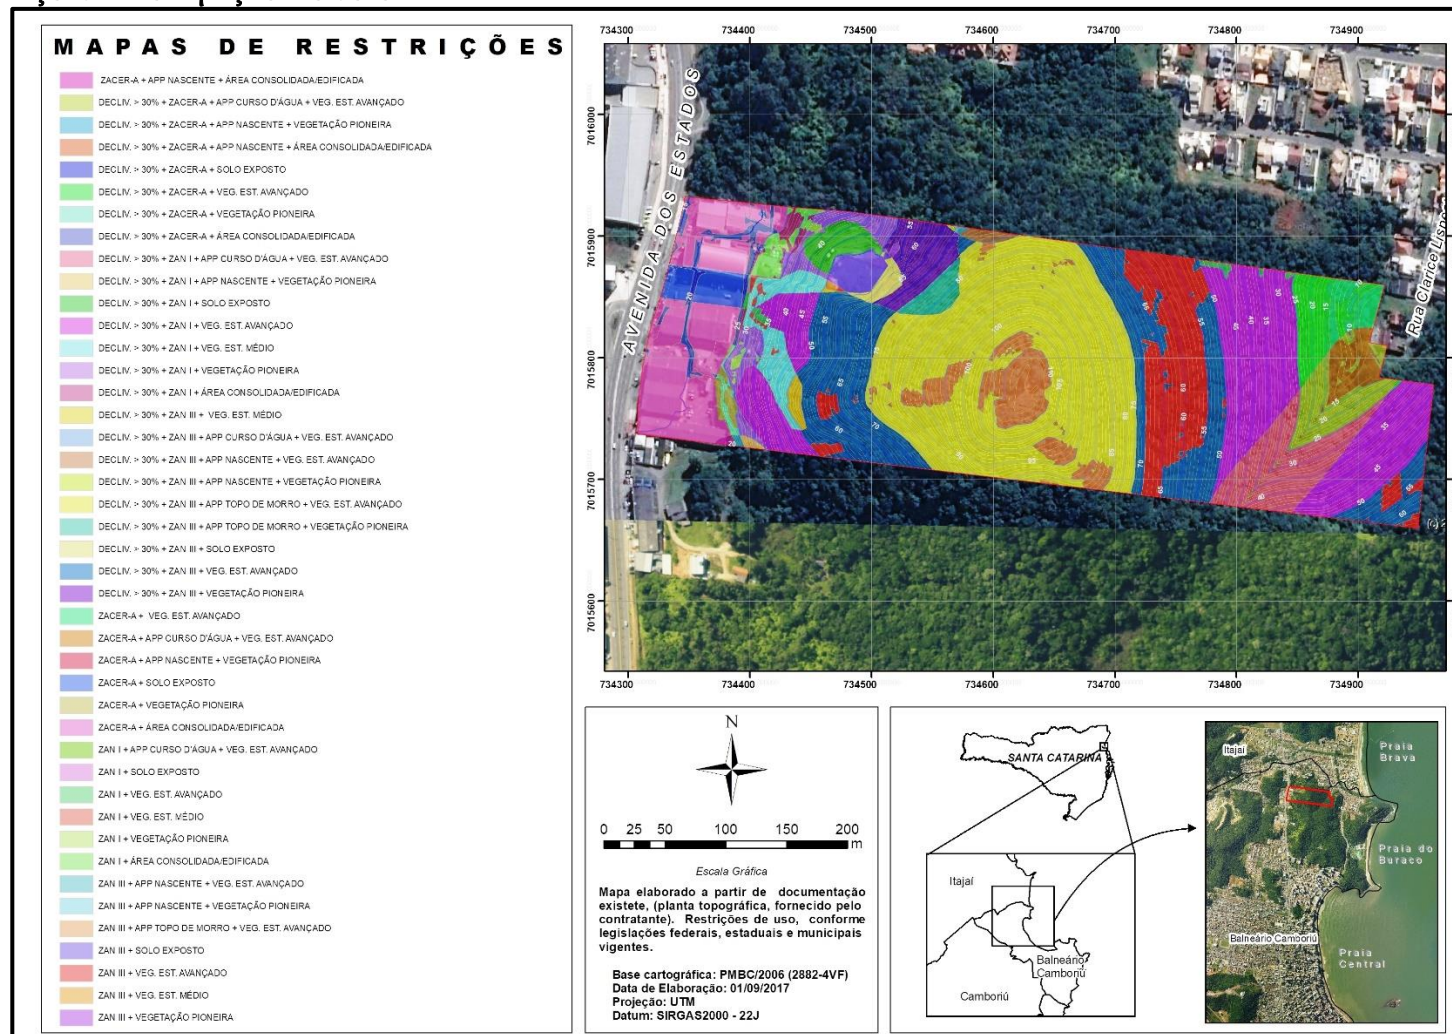 MAPAS DE RESTRIÇÕES
ZACER-A + APP NASCENTE + ÁREA CONSOLIDADA/EDIFICADA
DECLIV. > 30% + ZACER-A + APP CURSO D'ÁGUA + VEG. EST. AVANÇADO
DECLIV. > 30% + ZACER-A + APP NASCENTE + VEGETAÇÃO PIONEIRA
DECLIV. > 30% + ZACER-A + APP NASCENTE + ÁREA CONSOLIDADA/EDIFICADA
DECLIV. > 30% + ZACER-A + SOLO EXPOSTO
DECLIV. > 30% + ZACER-A + VEG. EST. AVANÇADO
DECLIV. > 30% + ZACER-A + VEGETAÇÃO PIONEIRA
DECLIV. > 30% + ZACER-A + ÁREA CONSOLIDADA/EDIFICADA
DECLIV. > 30% + ZAN I + APP CURSO D'ÁGUA + VEG. EST. AVANÇADO
DECLIV. > 30% + ZAN I + APP NASCENTE + VEGETAÇÃO PIONEIRA
DECLIV. > 30% + ZAN I + SOLO EXPOSTO
DECLIV. > 30% + ZAN I + VEG. EST. AVANÇADO
DECLIV. > 30% + ZAN I + VEG. EST. MÉDIO
DECLIV. > 30% + ZAN I + VEGETAÇÃO PIONEIRA
DECLIV. > 30% + ZAN I + ÁREA CONSOLIDADA/EDIFICADA
DECLIV. > 30% + ZAN III + VEG. EST. MÉDIO
DECLIV. > 30% + ZAN III + APP CURSO D'ÁGUA + VEG. EST. AVANÇADO
DECLIV. > 30% + ZAN III + APP NASCENTE + VEG. EST. AVANÇADO
DECLIV. > 30% + ZAN III + APP NASCENTE + VEGETAÇÃO PIONEIRA
DECLIV. > 30% + ZAN III + APP TOPO DE MORRO + VEG. EST. AVANÇADO
DECLIV. > 30% + ZAN III + APP TOPO DE MORRO + VEGETAÇÃO PIONEIRA
DECLIV. > 30% + ZAN III + SOLO EXPOSTO
DECLIV. > 30% + ZAN III + VEG. EST. AVANÇADO
DECLIV. > 30% + ZAN III + VEGETAÇÃO PIONEIRA
ZACER-A + VEG. EST. AVANÇADO
ZACER-A + APP CURSO D'ÁGUA + VEG. EST. AVANÇADO
ZACER-A + APP NASCENTE + VEGETAÇÃO PIONEIRA
ZACER-A + SOLO EXPOSTO
ZACER-A + VEGETAÇÃO PIONEIRA
ZACER-A + ÁREA CONSOLIDADA/EDIFICADA
ZAN I + APP CURSO D'ÁGUA + VEG. EST. AVANÇADO
ZAN I + SOLO EXPOSTO
ZAN I + VEG. EST. AVANÇADO
ZAN I + VEG. EST. MÉDIO
ZAN I + VEGETAÇÃO PIONEIRA
ZAN I + ÁREA CONSOLIDADA/EDIFICADA
ZAN III + APP NASCENTE + VEG. EST. AVANÇADO
ZAN III + APP NASCENTE + VEGETAÇÃO PIONEIRA
ZAN III + APP TOPO DE MORRO + VEG. EST. AVANÇADO
ZAN III + SOLO EXPOSTO
ZAN III + VEG. EST. AVANÇADO
ZAN III + VEG. EST. MÉDIO
ZAN III + VEGETAÇÃO PIONEIRA
734300 734400 734500 734600 734700 734800 734900
7016000
7015900
7015800
7015700
7015600
AVENIDA DOS ESTADOS
Rua Clarice Lispec
734300 734400 734500 734600 734700 734800 734900
N
0 25 50 100 150 200
m
Escala Gráfica
Mapa elaborado a partir de documentação
existete, (planta topográfica, fornecido pelo
contratante). Restrições de uso, conforme
legislações federais, estaduais e municipais
vigentes.
Base cartográfica: PMBC/2006 (2882-4VF)
Data de Elaboração: 01/09/2017
Projeção: UTM
Datum: SIRGAS2000 - 22J
SANTA CATARINA
Itajaí
Balneário
Camboriú
Camboriú
Itajaí
Praia
Brava
Praia do
Buraco
Balneário Camboriú
Praia
Central